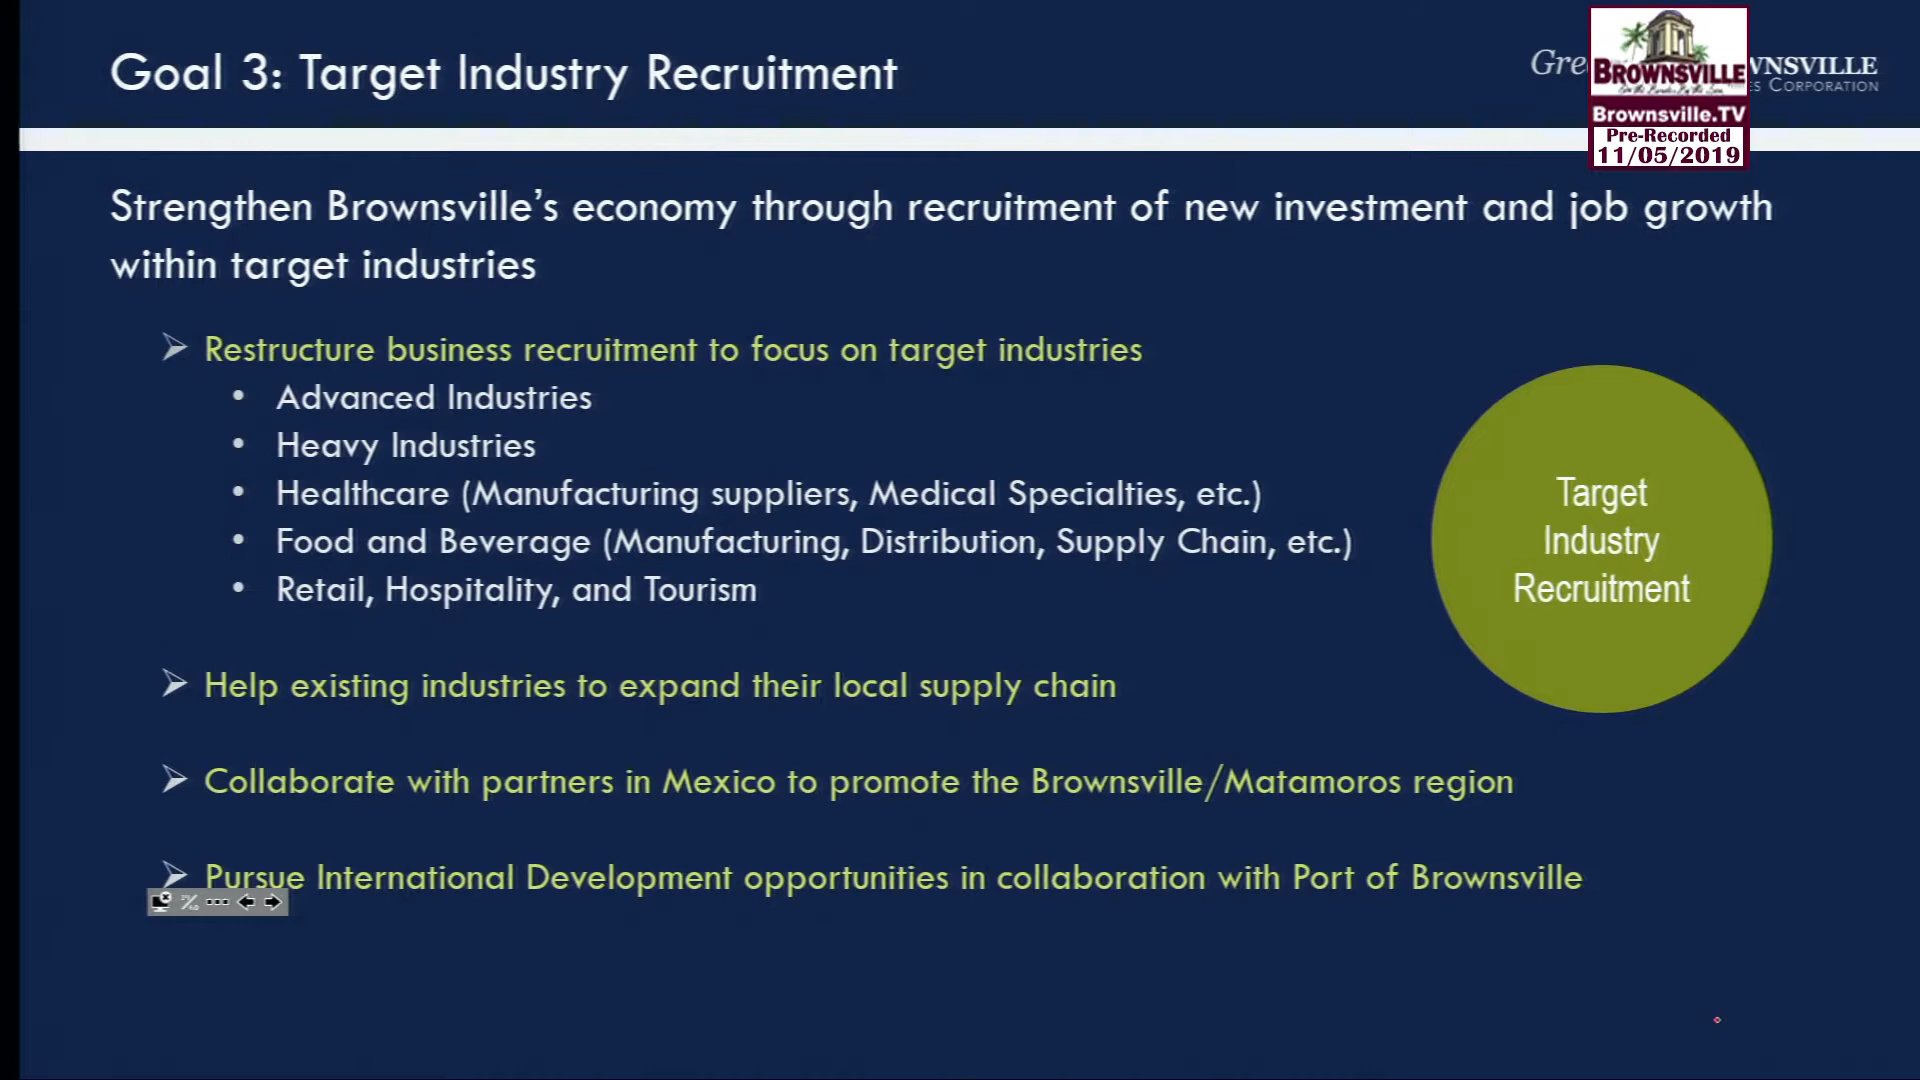 Goal 3: Target Industry Recruitment
BROWNSVILLE
Brownsville.TV
Pre-Recorded
11/05/2019
CORPORATION
Strengthen Brownsville’s economy through recruitment of new investment and job growth
within target industries
Restructure business recruitment to focus on target industries
• Advanced Industries
• Heavy Industries
• Healthcare (Manufacturing suppliers, Medical Specialties, etc.)
• Food and Beverage (Manufacturing, Distribution, Supply Chain, etc.)
• Retail, Hospitality, and Tourism
Target
Industry
Recruitment
Help existing industries to expand their local supply chain
Collaborate with partners in Mexico to promote the Brownsville/Matamoros region
Pursue International Development opportunities in collaboration with Port of Brownsville